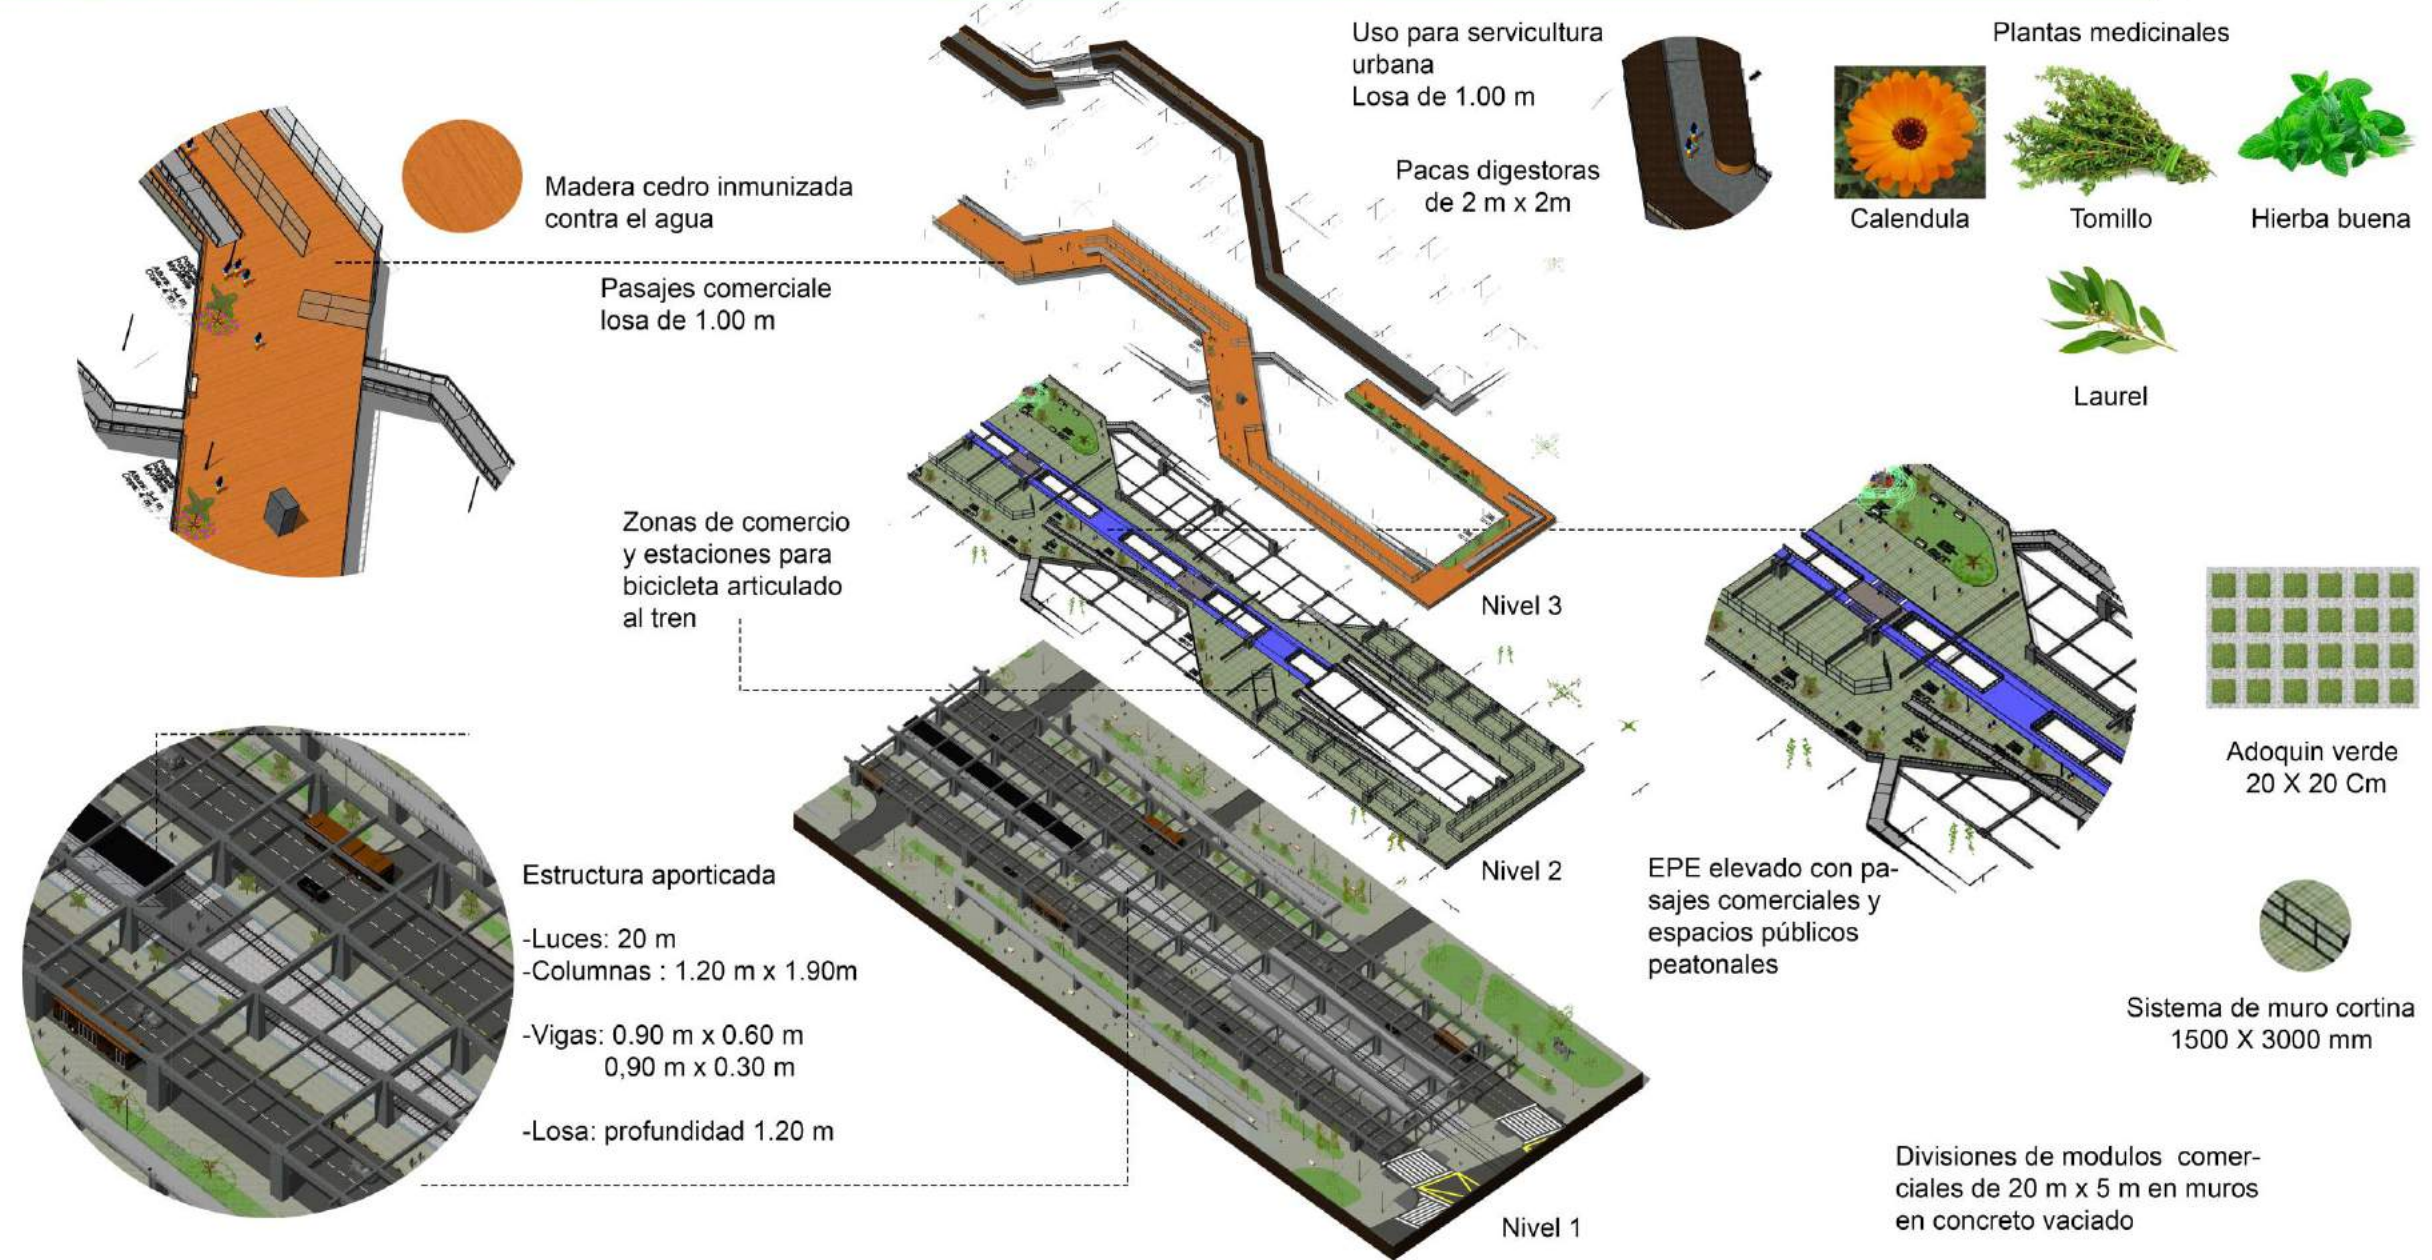 Uso para servicultura
urbana
Losa de 1.00 m
Pacas digestoras
de 2 m x 2m
Plantas medicinales
Calendula
Tomillo
Hierba buena
Laurel
Madera cedro inmunizada
contra el agua
Pasajes comerciale
losa de 1.00 m
Zonas de comercio
y estaciones para
bicicleta articulado
al tren
Nivel 3
Nivel 2
Nivel 1
Adoquin verde
20 X 20 Cm
EPE elevado con pa-
sajes comerciales y
espacios públicos
peatonales
Sistema de muro cortina
1500 X 3000 mm
Estructura aporticada
-Luces: 20 m
-Columnas : 1.20 m x 1.90m
-Vigas: 0.90 m x 0.60 m
0,90 m x 0.30 m
-Losa: profundidad 1.20 m
Divisiones de modulos comer-
ciales de 20 m x 5 m en muros
en concreto vaciado